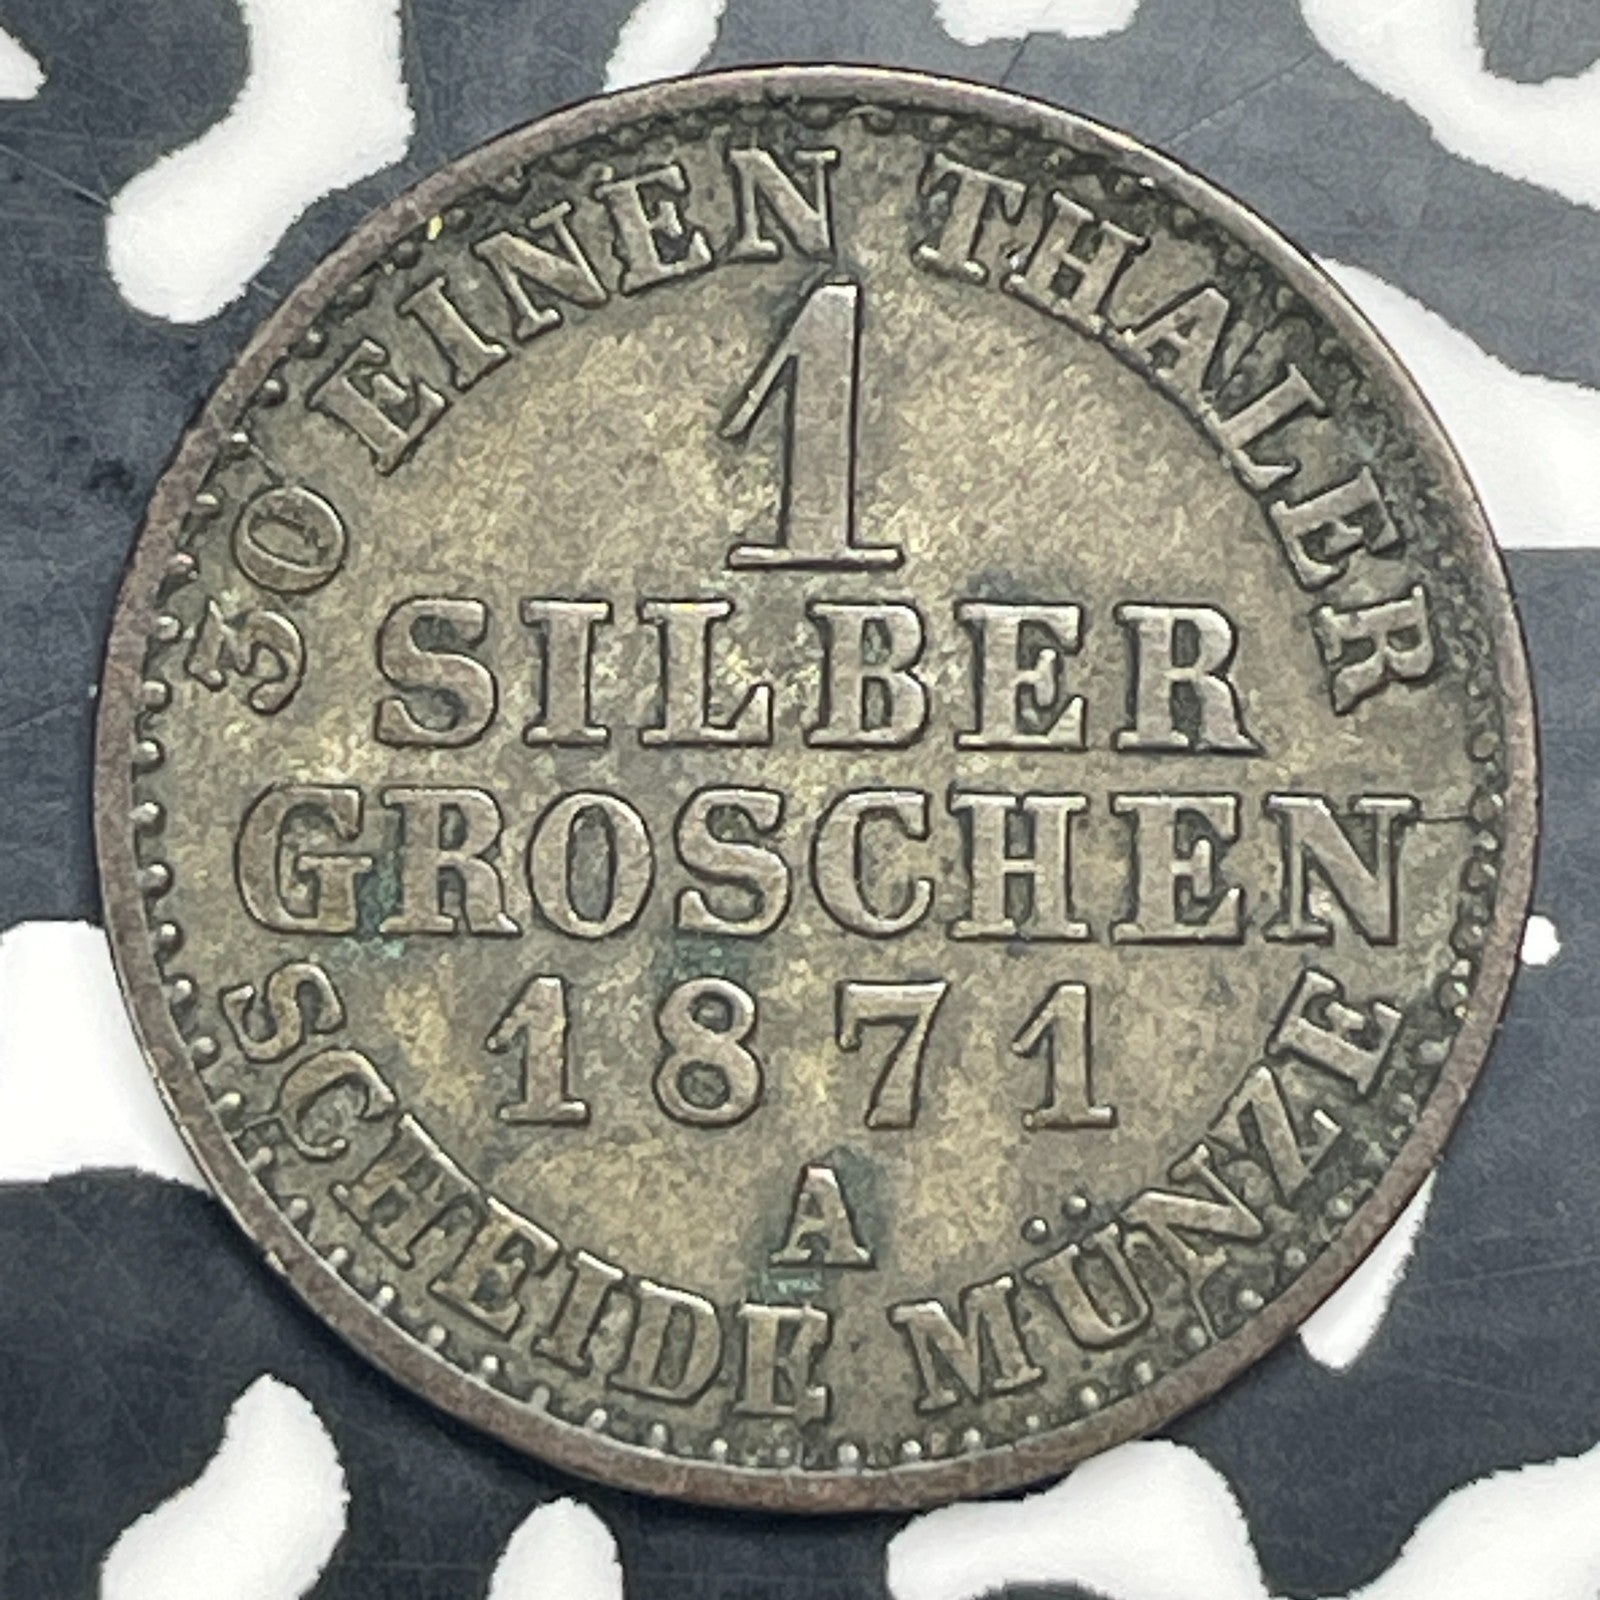 30 EINEN THALER
1
SILBER
GROSCHEN
1871
A
SCHEIDE MÜNZE